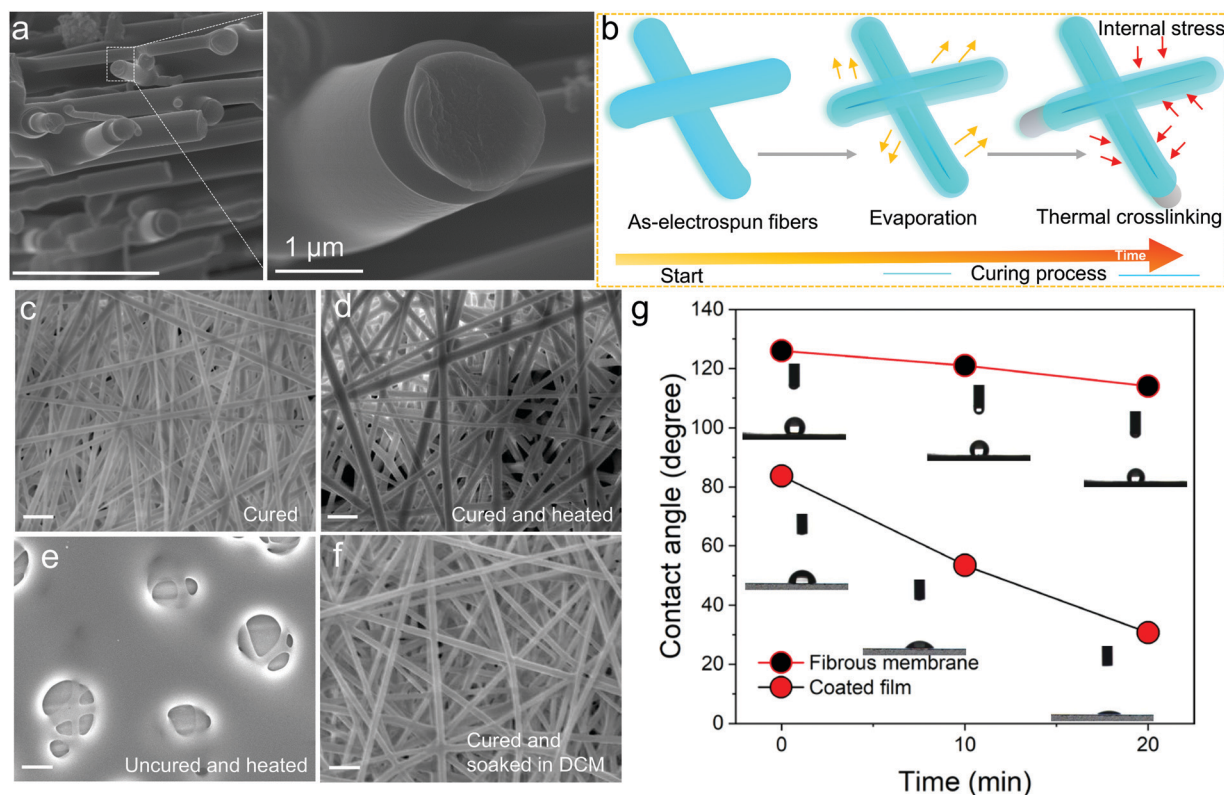 a
1 μm
b
Internal stress
As-electrospun fibers
Evaporation
Thermal crosslinking
Time
Start
Curing process
c
Cured
d
Cured and heated
e
Uncured and heated
f
Cured and
soaked in DCM
g
Contact angle (degree)
140
120
100
80
60
40
20
0
Fibrous membrane
Coated film
0
10
20
Time (min)